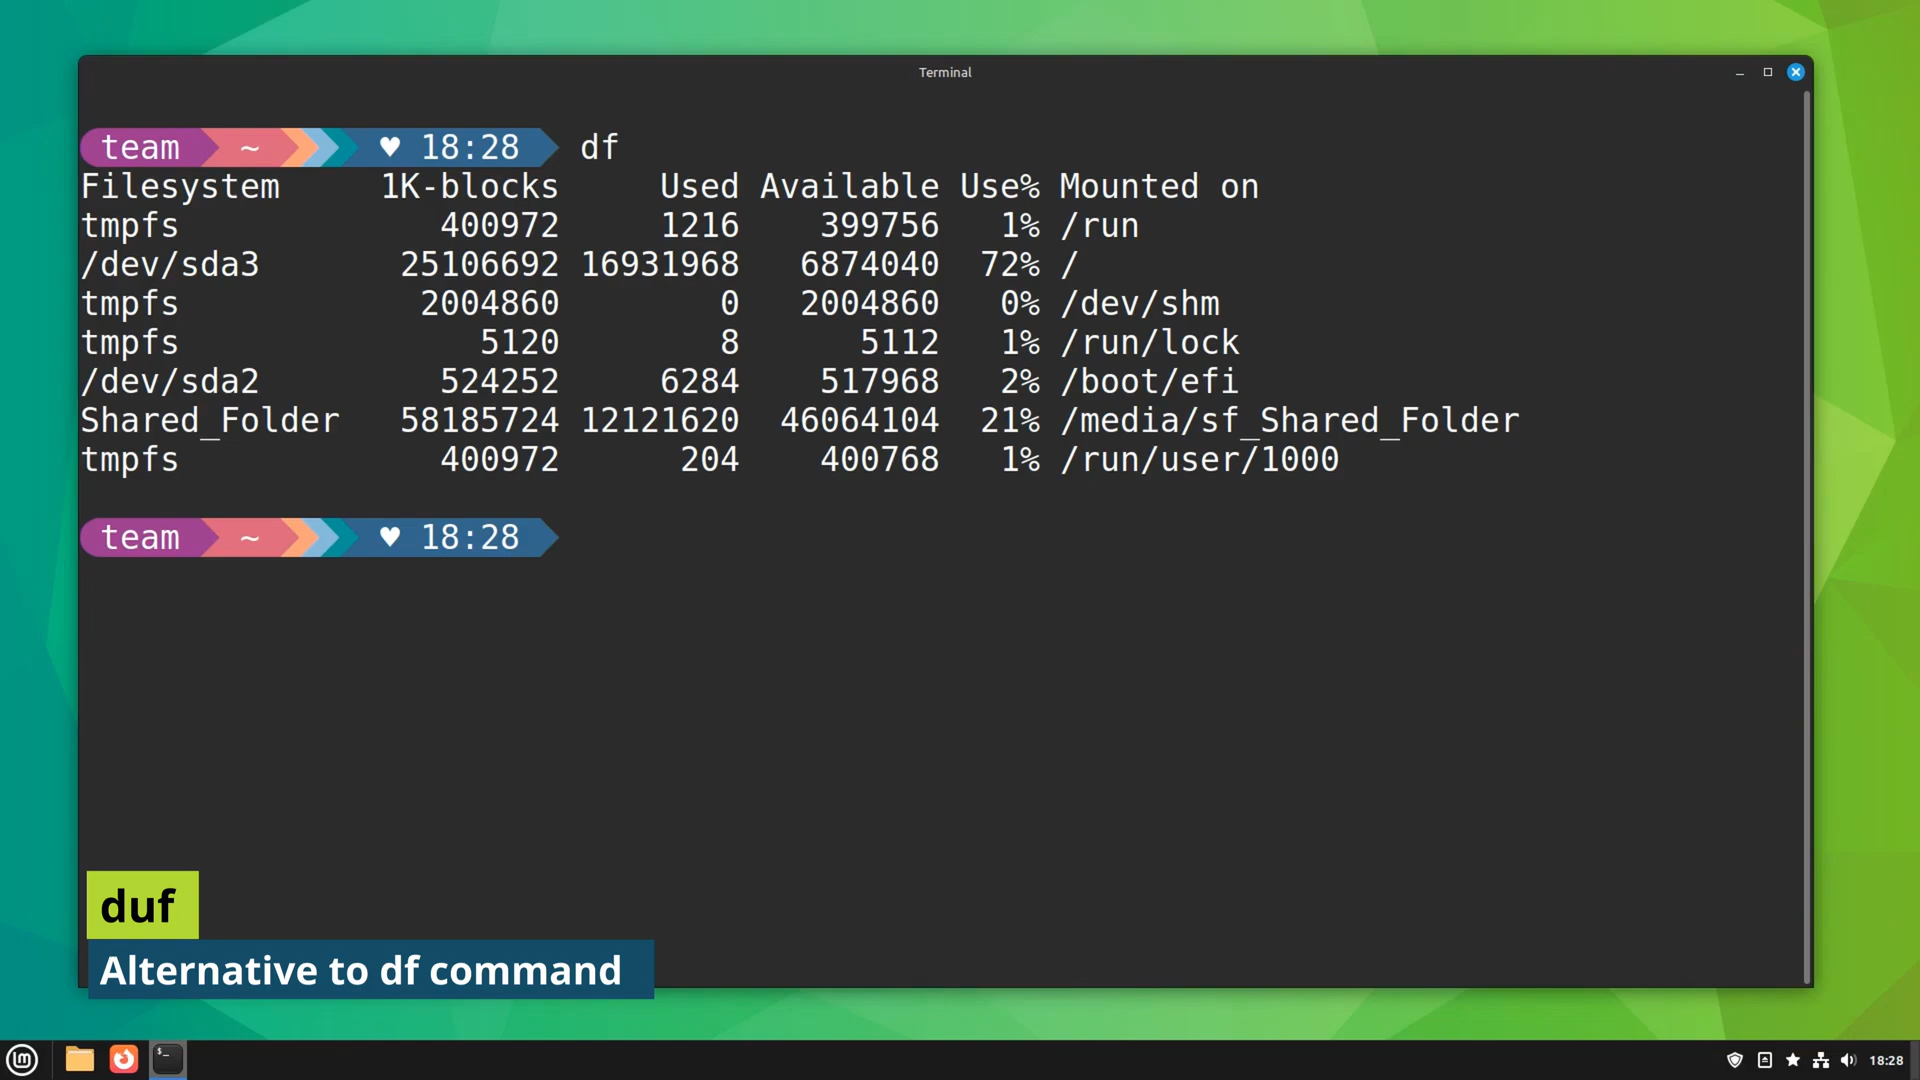 Terminal
team ~ ♥ 18:28 df
Filesystem 1K-blocks Used Available Use% Mounted on
tmpfs 400972 1216 399756 1% /run
/dev/sda3 25106692 16931968 6874040 72% /
tmpfs 2004860 0 2004860 0% /dev/shm
tmpfs 5120 8 5112 1% /run/lock
/dev/sda2 524252 6284 517968 2% /boot/efi
Shared_Folder 58185724 12121620 46064104 21% /media/sf_Shared_Folder
tmpfs 400972 204 400768 1% /run/user/1000
team ~ ♥ 18:28
duf
Alternative to df command
18:28